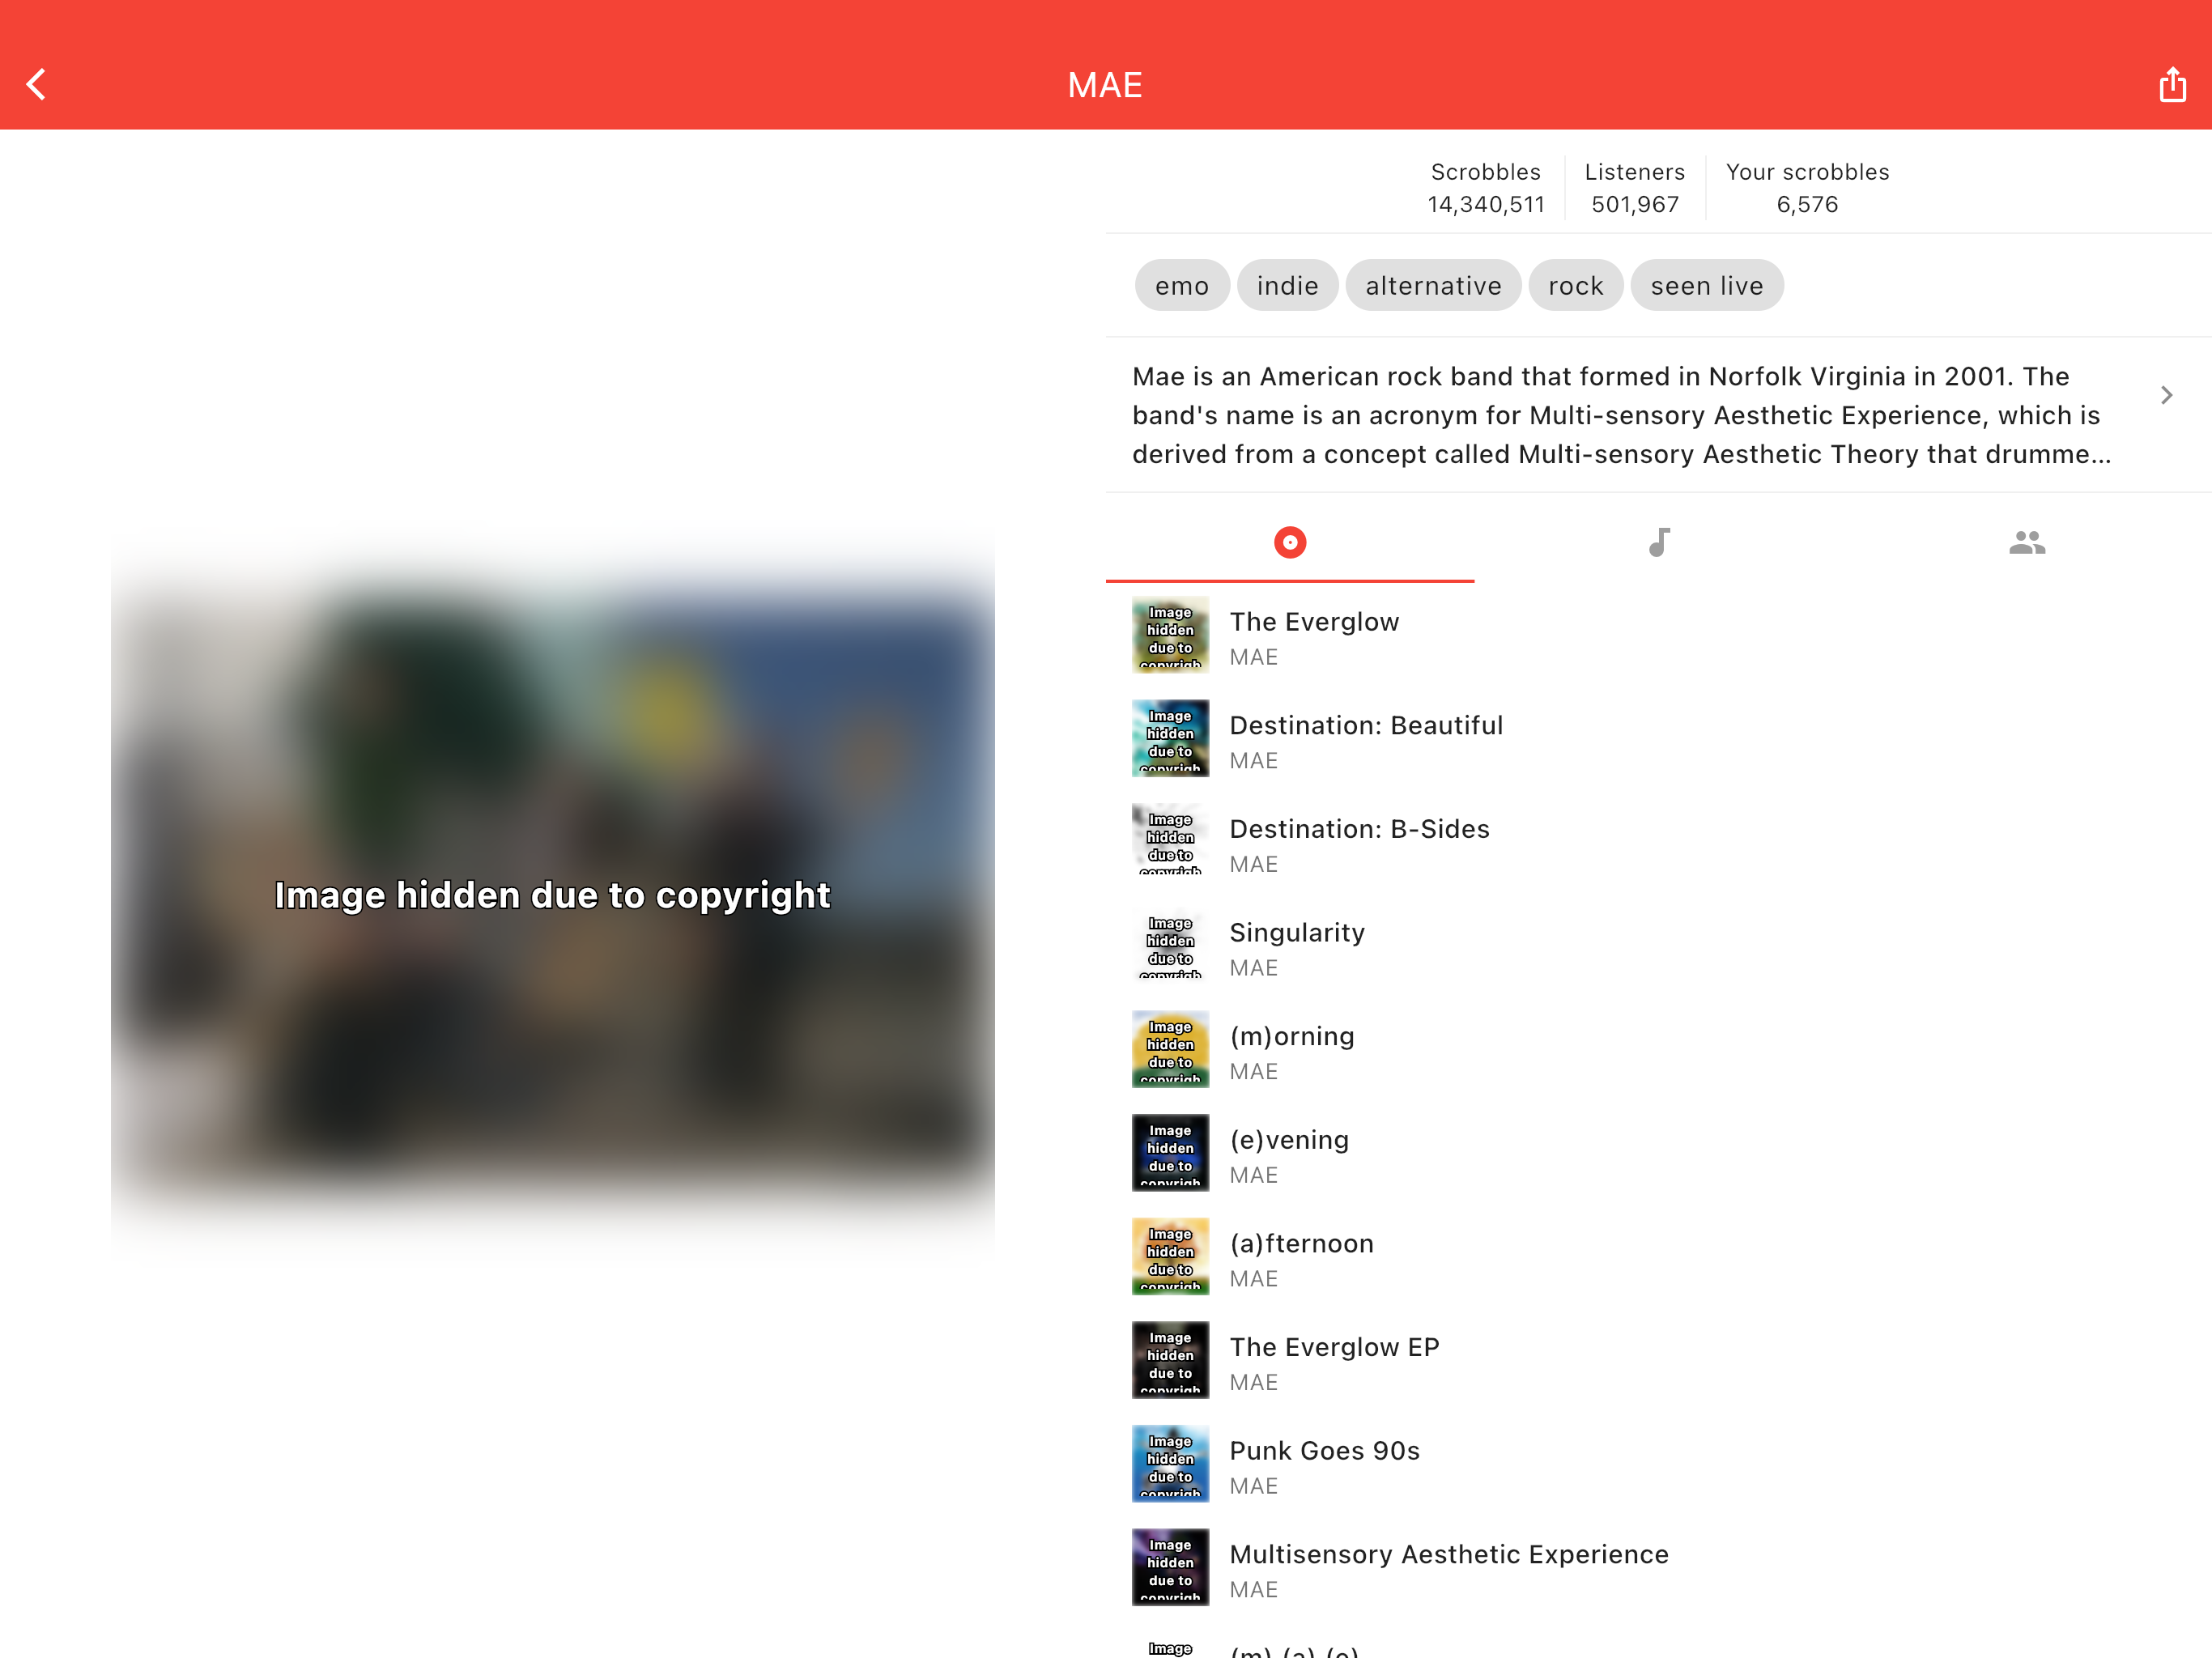 MAE
Scrobbles
14,340,511
Listeners
501,967
Your scrobbles
6,576
emo
indie
alternative
rock
seen live
Mae is an American rock band that formed in Norfolk Virginia in 2001. The
band's name is an acronym for Multi-sensory Aesthetic Experience, which is
derived from a concept called Multi-sensory Aesthetic Theory that drumme...
Image hidden due to copyright
Image
hidden
due to
copyrigh
The Everglow
MAE
Image
hidden
due to
copyrigh
Destination: Beautiful
MAE
Image
hidden
due to
copyrigh
Destination: B-Sides
MAE
Image
hidden
due to
copyrigh
Singularity
MAE
Image
hidden
due to
copyrigh
(m)orning
MAE
Image
hidden
due to
copyrigh
(e)vening
MAE
Image
hidden
due to
copyrigh
(a)fternoon
MAE
Image
hidden
due to
copyrigh
The Everglow EP
MAE
Image
hidden
due to
copyrigh
Punk Goes 90s
MAE
Image
hidden
due to
copyrigh
Multisensory Aesthetic Experience
MAE
Image
(m) (a) (e)